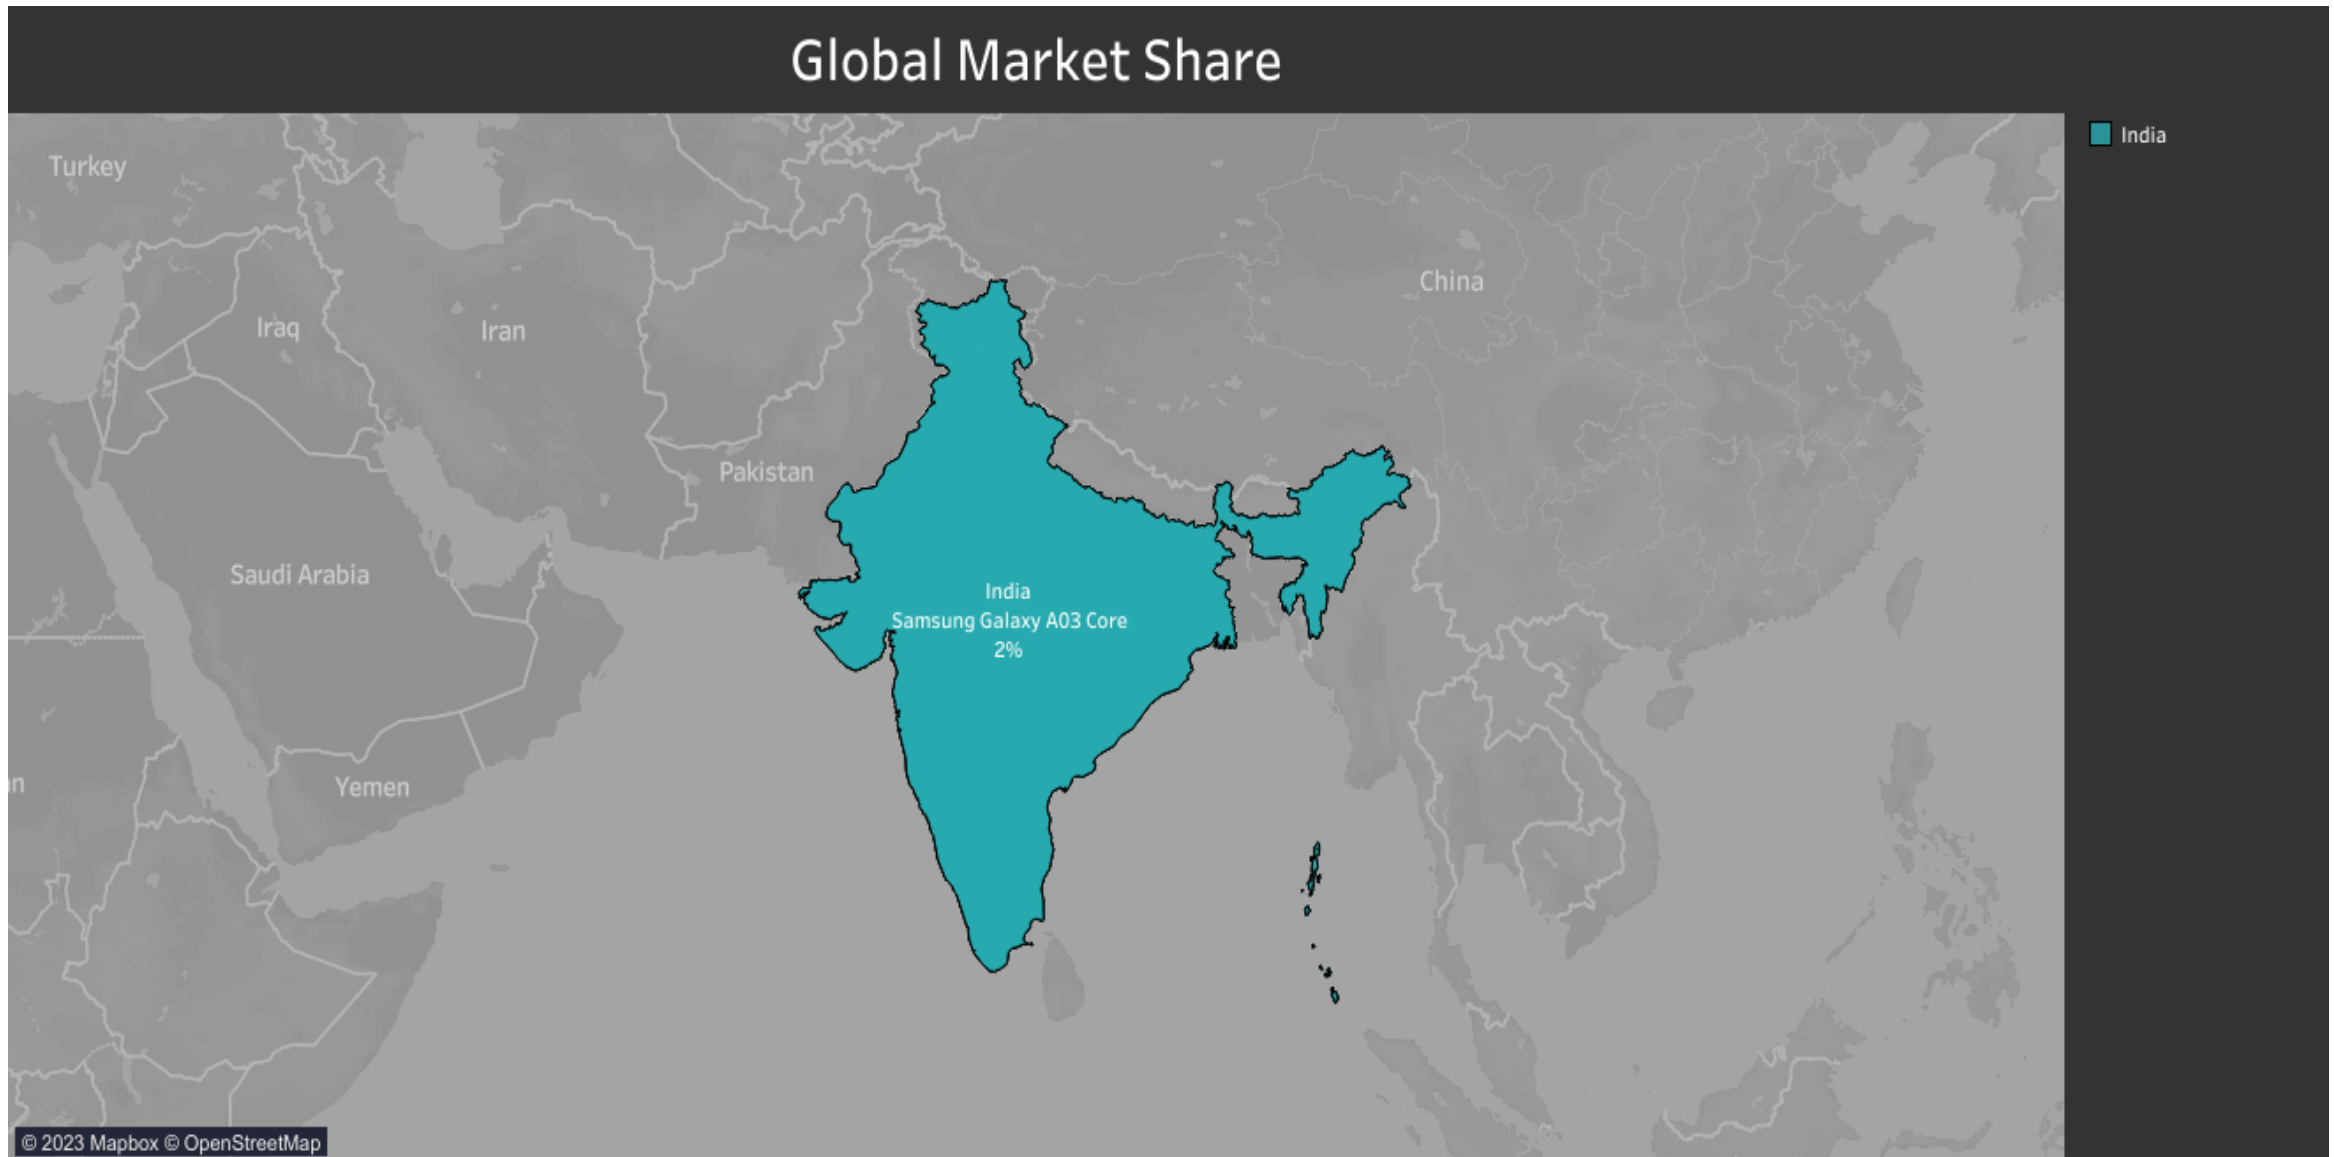 Global Market Share
India
Turkey
China
Iraq
Iran
Pakistan
Saudi Arabia
India
Samsung Galaxy A03 Core
2%
Yemen
an
© 2023 Mapbox © OpenStreetMap